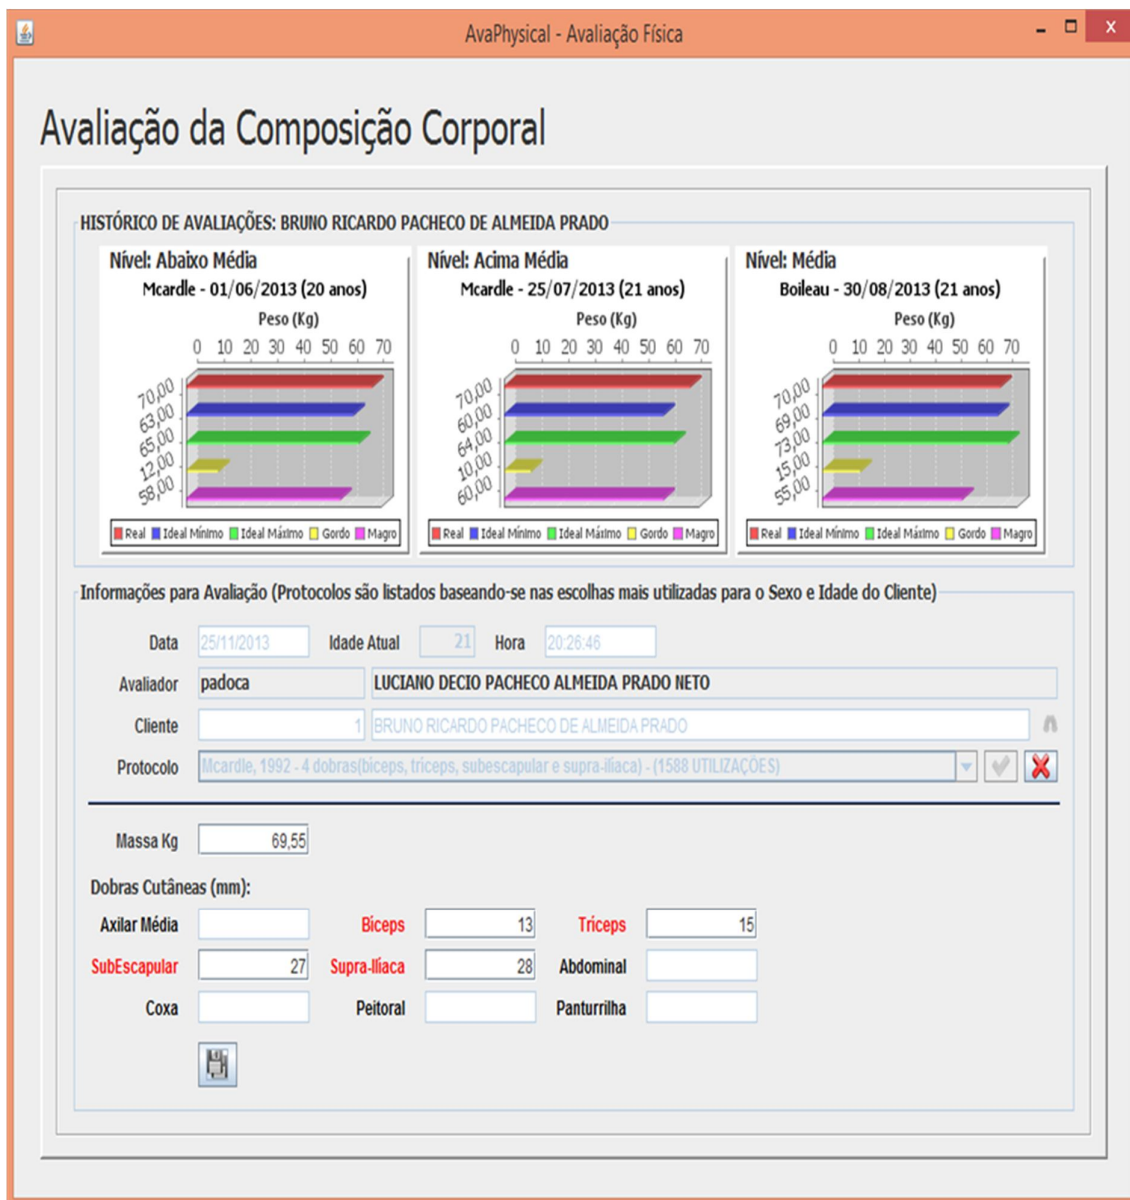 AvaPhysical - Avaliação Física
Avaliação da Composição Corporal
HISTÓRICO DE AVALIAÇÕES: BRUNO RICARDO PACHECO DE ALMEIDA PRADO
Nível: Abaixo Média
Mcardle - 01/06/2013 (20 anos)
Peso (Kg)
0 10 20 30 40 50 60 70
70,00
63,00
65,00
12,00
58,00
Real Ideal Mínimo Ideal Máximo Gordo Magro
Nível: Acima Média
Mcardle - 25/07/2013 (21 anos)
Peso (Kg)
0 10 20 30 40 50 60 70
70,00
60,00
64,00
10,00
60,00
Real Ideal Mínimo Ideal Máximo Gordo Magro
Nível: Média
Boileau - 30/08/2013 (21 anos)
Peso (Kg)
0 10 20 30 40 50 60 70
70,00
69,00
73,00
15,00
55,00
Real Ideal Mínimo Ideal Máximo Gordo Magro
Informações para Avaliação (Protocolos são listados baseando-se nas escolhas mais utilizadas para o Sexo e Idade do Cliente)
Data 25/11/2013 Idade Atual 21 Hora 20:26:46
Avaliador padoca LUCIANO DECIO PACHECO ALMEIDA PRADO NETO
Cliente 1 BRUNO RICARDO PACHECO DE ALMEIDA PRADO
Protocolo Mcardle, 1992 - 4 dobras(bíceps, tríceps, subescapular e supra-ilíaca) - (1588 UTILIZAÇÕES)
Massa Kg 69,55
Dobras Cutâneas (mm):
Axilar Média Bíceps 13 Tríceps 15
SubEscapular 27 Supra-Ilíaca 28 Abdominal
Coxa Peitoral Panturrilha